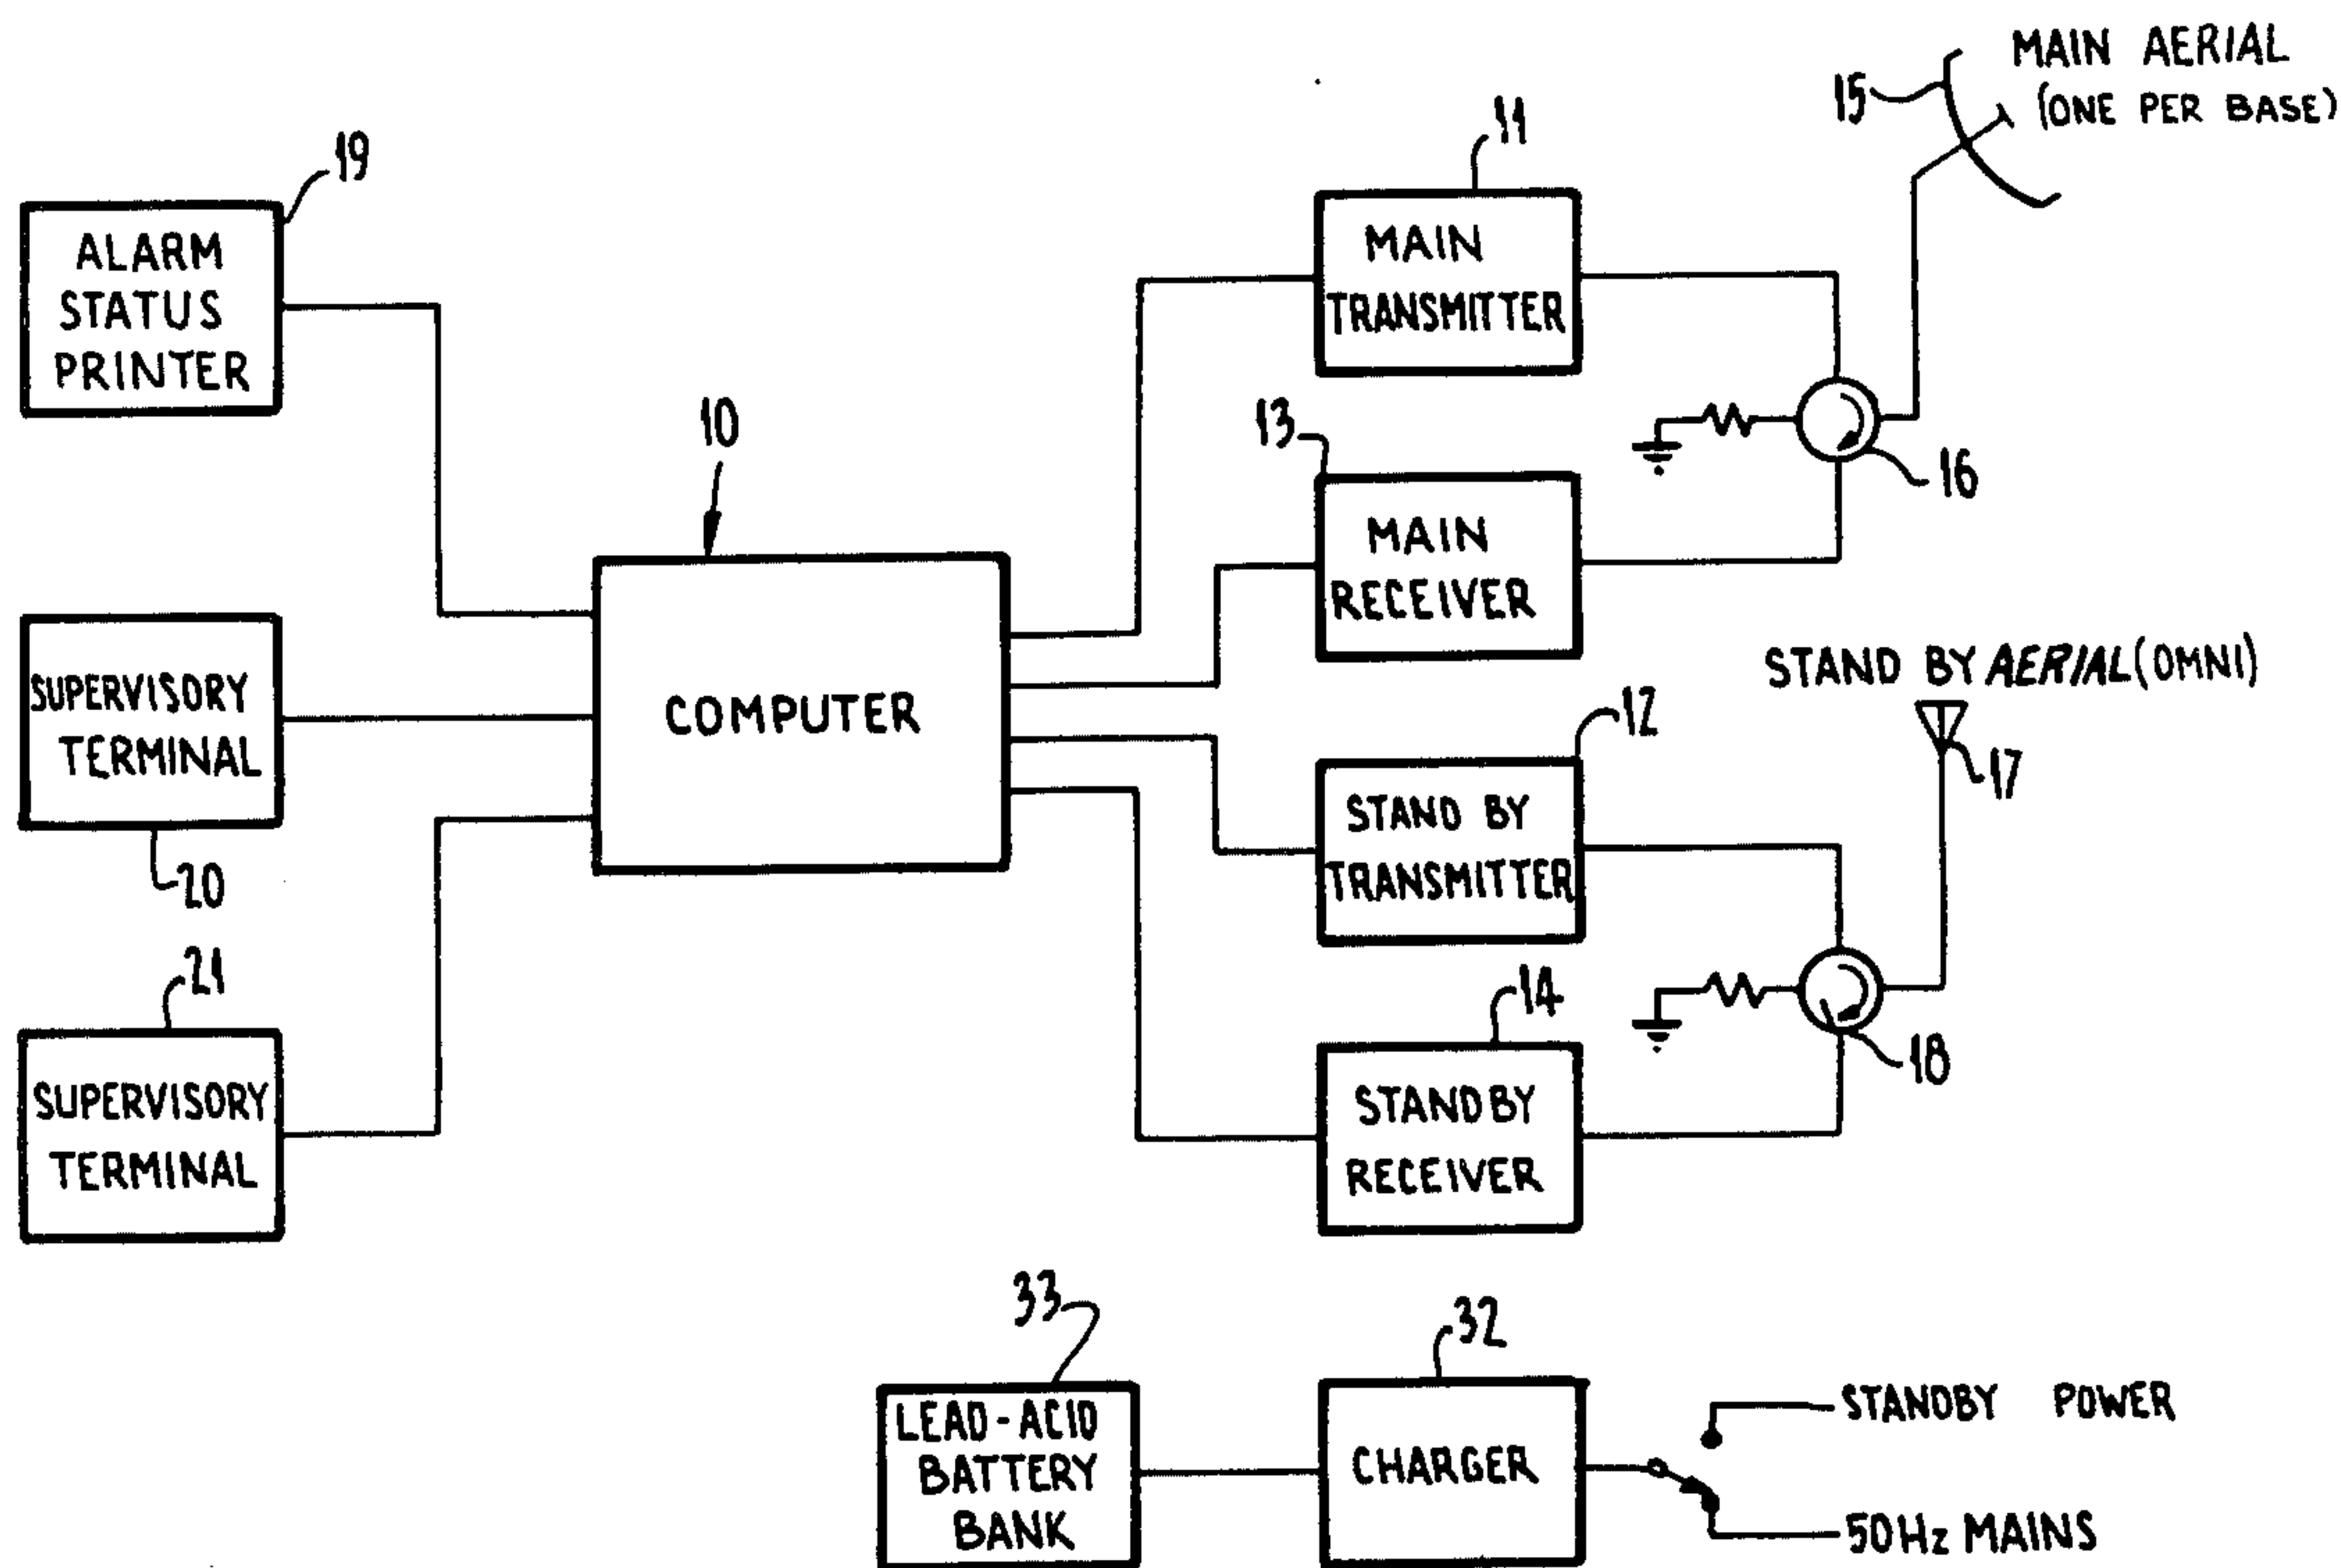 MAIN AERIAL
(ONE PER BASE)
15
11
19
ALARM
STATUS
PRINTER
MAIN
TRANSMITTER
16
10
13
MAIN
RECEIVER
SUPERVISORY
TERMINAL
20
COMPUTER
STAND BY AERIAL (OMNI)
17
12
STAND BY
TRANSMITTER
18
21
SUPERVISORY
TERMINAL
14
STANDBY
RECEIVER
33
LEAD-ACID
BATTERY
BANK
32
CHARGER
STANDBY POWER
50Hz MAINS